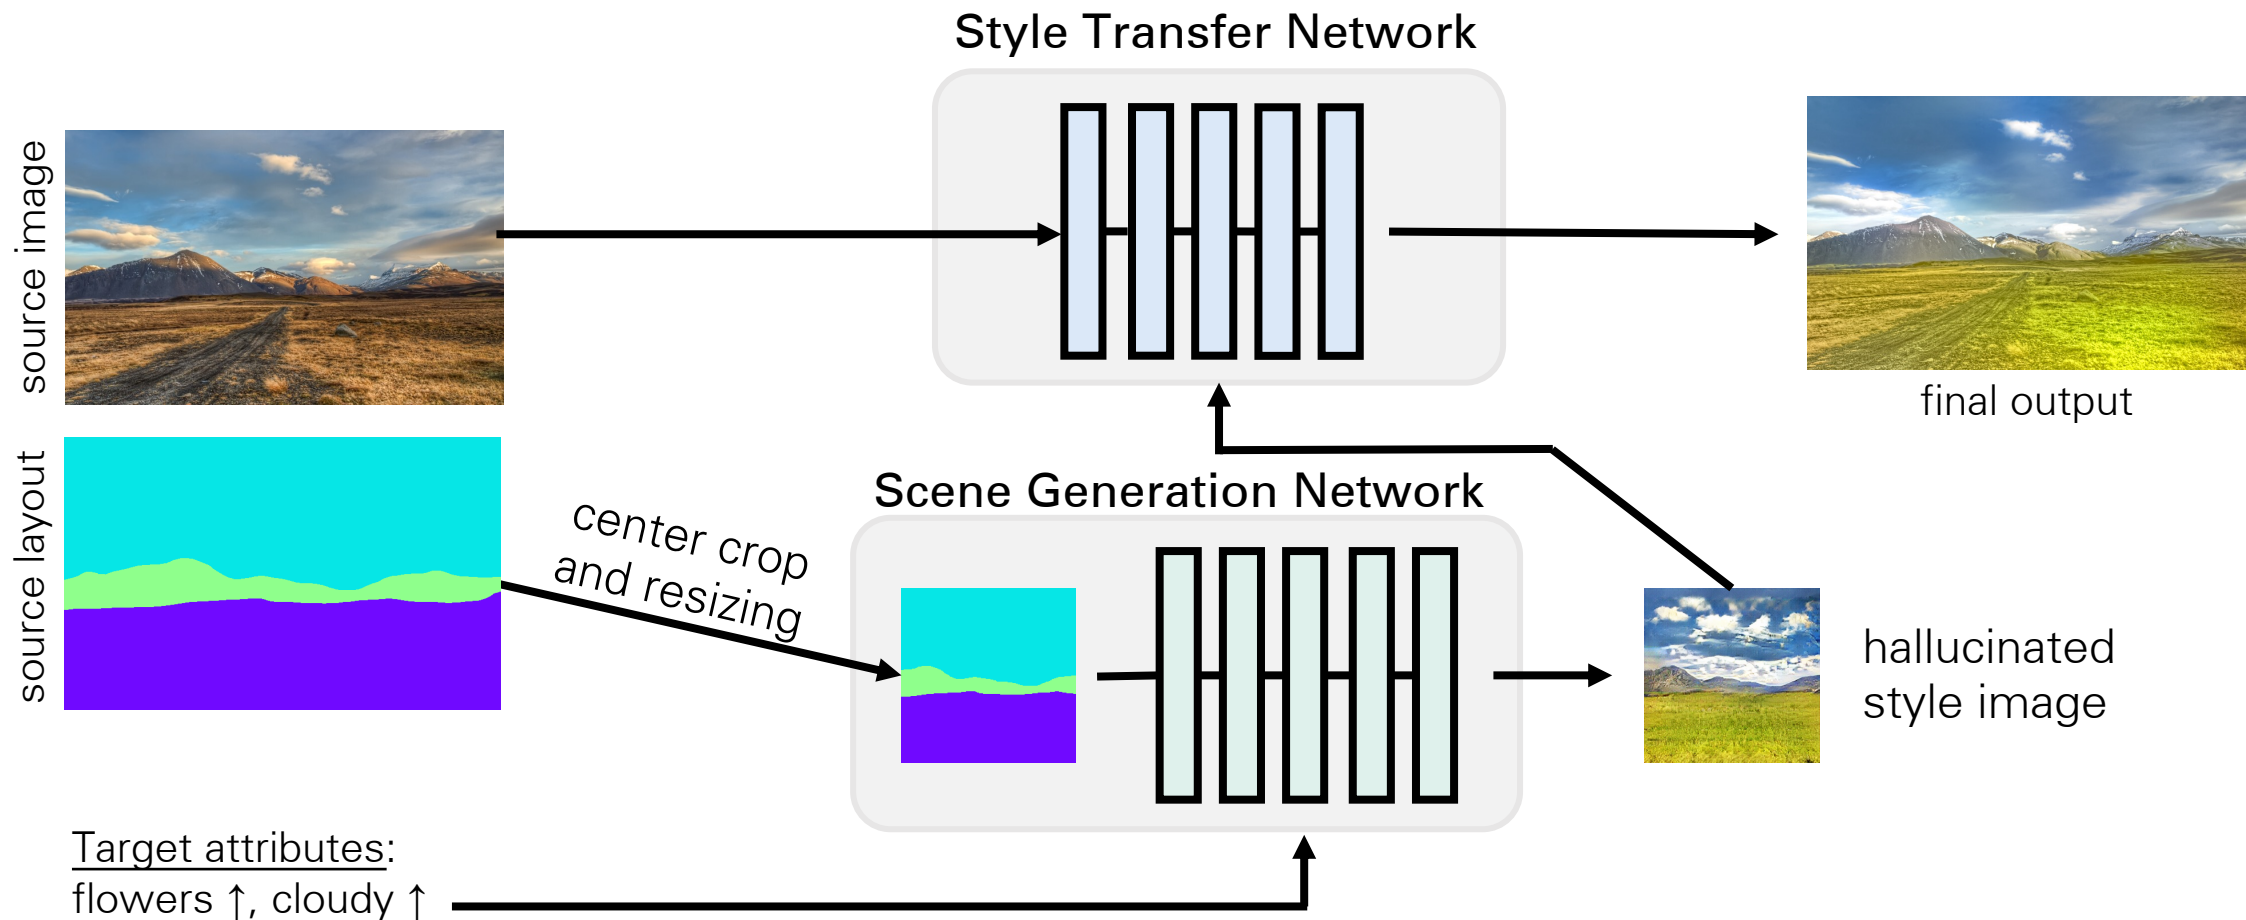 Style Transfer Network
source image
final output
source layout
center crop
and resizing
Scene Generation Network
hallucinated
style image
Target attributes:
flowers ↑, cloudy ↑